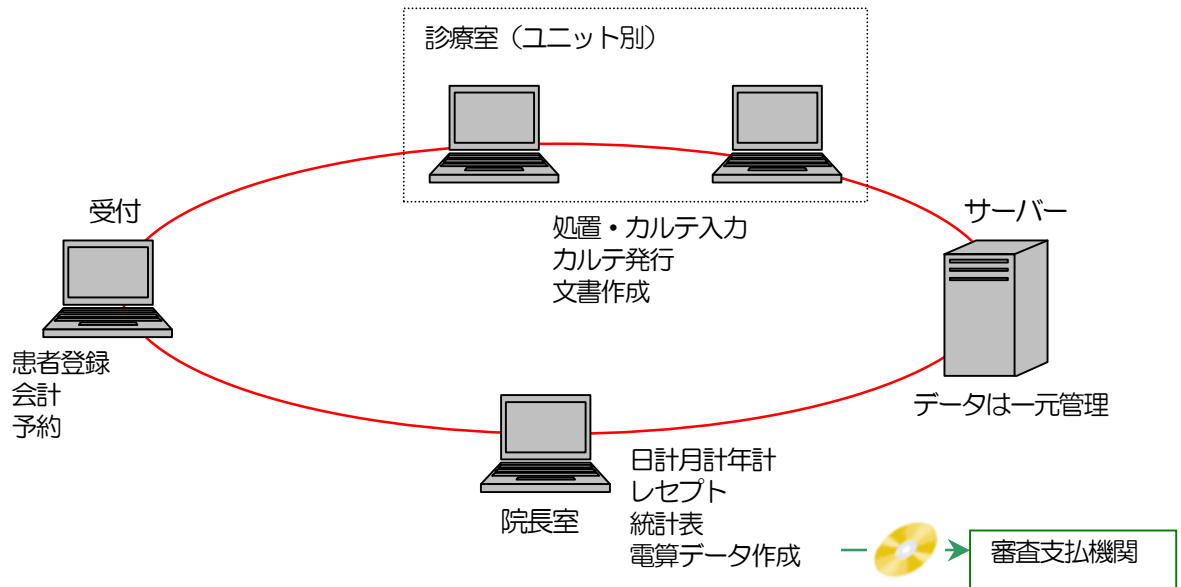 診療室（ユニット別）
処置・カルテ入力
カルテ発行
文書作成
受付
患者登録
会計
予約
サーバー
データは一元管理
院長室
日計月計年計
レセプト
統計表
電算データ作成
審査支払機関